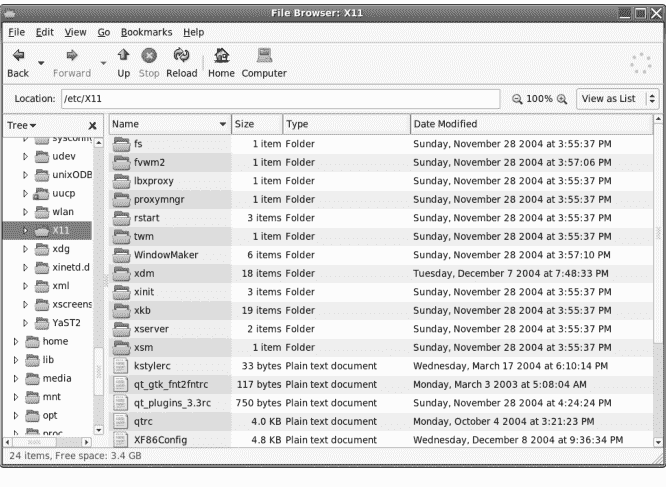 File Browser: X11
File Edit View Go Bookmarks Help
Back Forward Up Stop Reload Home Computer
Location: /etc/X11 100% View as List
Tree x Name Size Type Date Modified
udev
unixODB
uucp
wlan
X11
xdg
xinetd.d
xml
xscreens
YaST2
home
lib
media
mnt
opt
proc
fs 1 item Folder Sunday, November 28 2004 at 3:55:37 PM
fvwm2 1 item Folder Sunday, November 28 2004 at 3:57:06 PM
lbxproxy 1 item Folder Sunday, November 28 2004 at 3:55:37 PM
proxymngr 1 item Folder Sunday, November 28 2004 at 3:55:37 PM
rstart 3 items Folder Sunday, November 28 2004 at 3:55:37 PM
twm 1 item Folder Sunday, November 28 2004 at 3:55:37 PM
WindowMaker 6 items Folder Sunday, November 28 2004 at 3:57:10 PM
xdm 18 items Folder Tuesday, December 7 2004 at 7:48:33 PM
xinit 3 items Folder Sunday, November 28 2004 at 3:55:37 PM
xkb 19 items Folder Sunday, November 28 2004 at 3:55:37 PM
xserver 2 items Folder Sunday, November 28 2004 at 3:55:37 PM
xsm 1 item Folder Sunday, November 28 2004 at 3:55:37 PM
kstylerc 33 bytes Plain text document Wednesday, March 17 2004 at 6:10:14 PM
qt_gtk_fnt2fntrc 117 bytes Plain text document Monday, March 3 2003 at 5:08:04 AM
qt_plugins_3.3rc 750 bytes Plain text document Sunday, November 28 2004 at 4:24:24 PM
qtrc 4.0 KB Plain text document Monday, October 4 2004 at 3:21:23 PM
XF86Config 4.8 KB Plain text document Wednesday, December 8 2004 at 9:36:34 PM
24 items, Free space: 3.4 GB